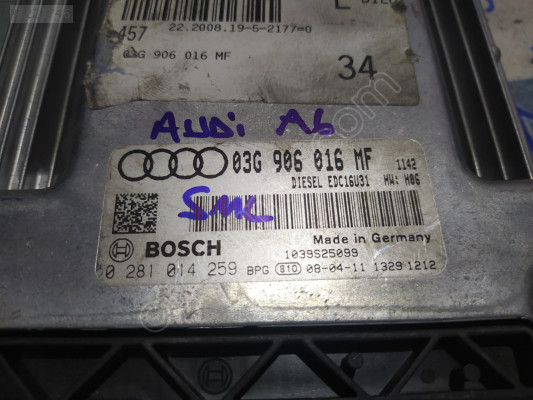 22.2008.19-5-2177=0
457
03G 906 016 MF
34
AUDi A6
03G 906 016 MF 1142
DIESEL EDC16U31 HW: H06
SML
BOSCH
Made in Germany
1039S25099
0 281 014 259 BPG 810 08-04-11 1329 1212